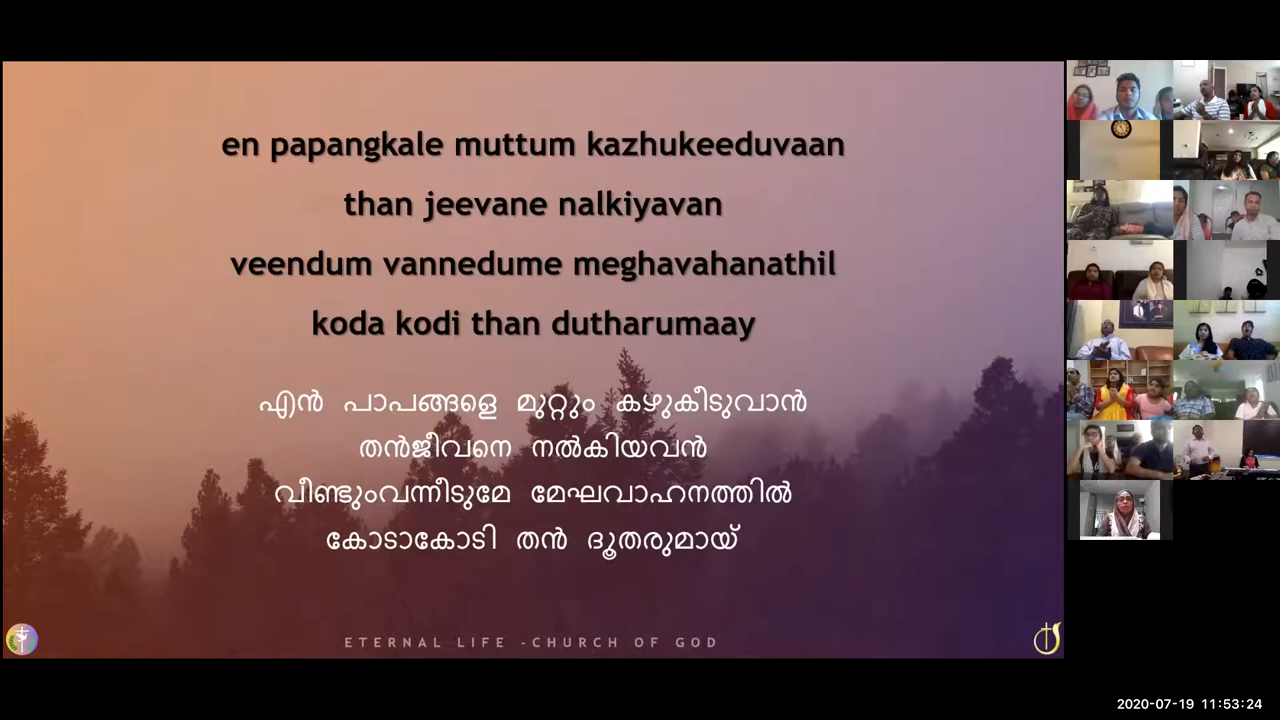 en papangkale muttum kazhukeeduvaan
than jeevane nalkiyavan
veendum vannedume meghavahanathil
koda kodi than dutharumaay
എൻ പാപങ്ങളെ മുറ്റും കഴുകീടുവാൻ
തൻജീവനെ നൽകിയവൻ
വീണ്ടുംവന്നീടുമേ മേഘവാഹനത്തിൽ
കോടാകോടി തൻ ദൂതരുമായ്
ETERNAL LIFE -CHURCH OF GOD
2020-07-19 11:53:24